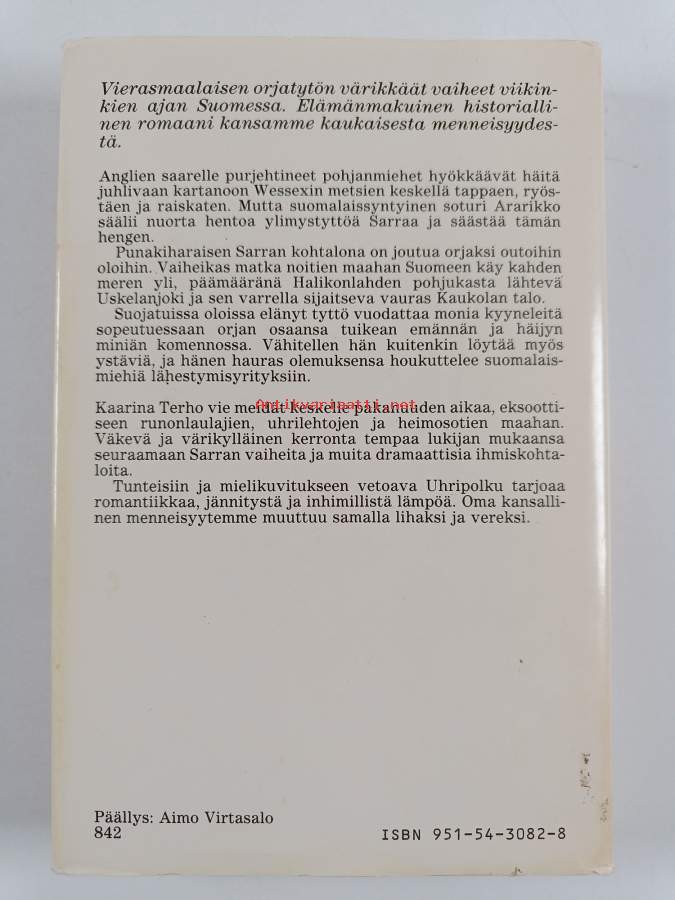 Vierasmaalaisen orjatytön värikkäät vaiheet viikin-
kien ajan Suomessa. Elämänmakuinen historialli-
nen romaani kansamme kaukaisesta menneisyydes-
tä.
Anglien saarelle purjehtineet pohjanmiehet hyökkäävät häitä
juhlivaan kartanoon Wessexin metsien keskellä tappaen, ryös-
täen ja raiskaten. Mutta suomalaissyntyinen soturi Ararikko
säälii nuorta hentoa ylimystyttöä Sarraa ja säästää tämän
hengen.
Punakiharaisen Sarran kohtalona on joutua orjaksi outoihin
oloihin. Vaiheikas matka noitien maahan Suomeen käy kahden
meren yli, päämääränä Halikonlahden pohjukasta lähtevä
Uskelanjoki ja sen varrella sijaitseva vauras Kaukolan talo.
Suojatuissa oloissa elänyt tyttö vuodattaa monia kyyneleitä
sopeutuessaan orjan osaansa tuikean emännän ja häijyn
miniän komennossa. Vähitellen hän kuitenkin löytää myös
ystäviä, ja hänen hauras olemuksensa houkuttelee suomalais-
miehiä lähestymisyrityksiin.
Antikvariaatti.net
Kaarina Terho vie meidät keskelle pakanuuden aikaa, eksootti-
seen runonlaulajien, uhrilehtojen ja heimosotien maahan.
Väkevä ja värikylläinen kerronta tempaa lukijan mukaansa
seuraamaan Sarran vaiheita ja muita dramaattisia ihmiskohta-
loita.
Tunteisiin ja mielikuvitukseen vetoava Uhripolku tarjoaa
romantiikkaa, jännitystä ja inhimillistä lämpöä. Oma kansalli-
nen menneisyytemme muuttuu samalla lihaksi ja vereksi.
Päällys: Aimo Virtasalo
842
ISBN 951-54-3082-8